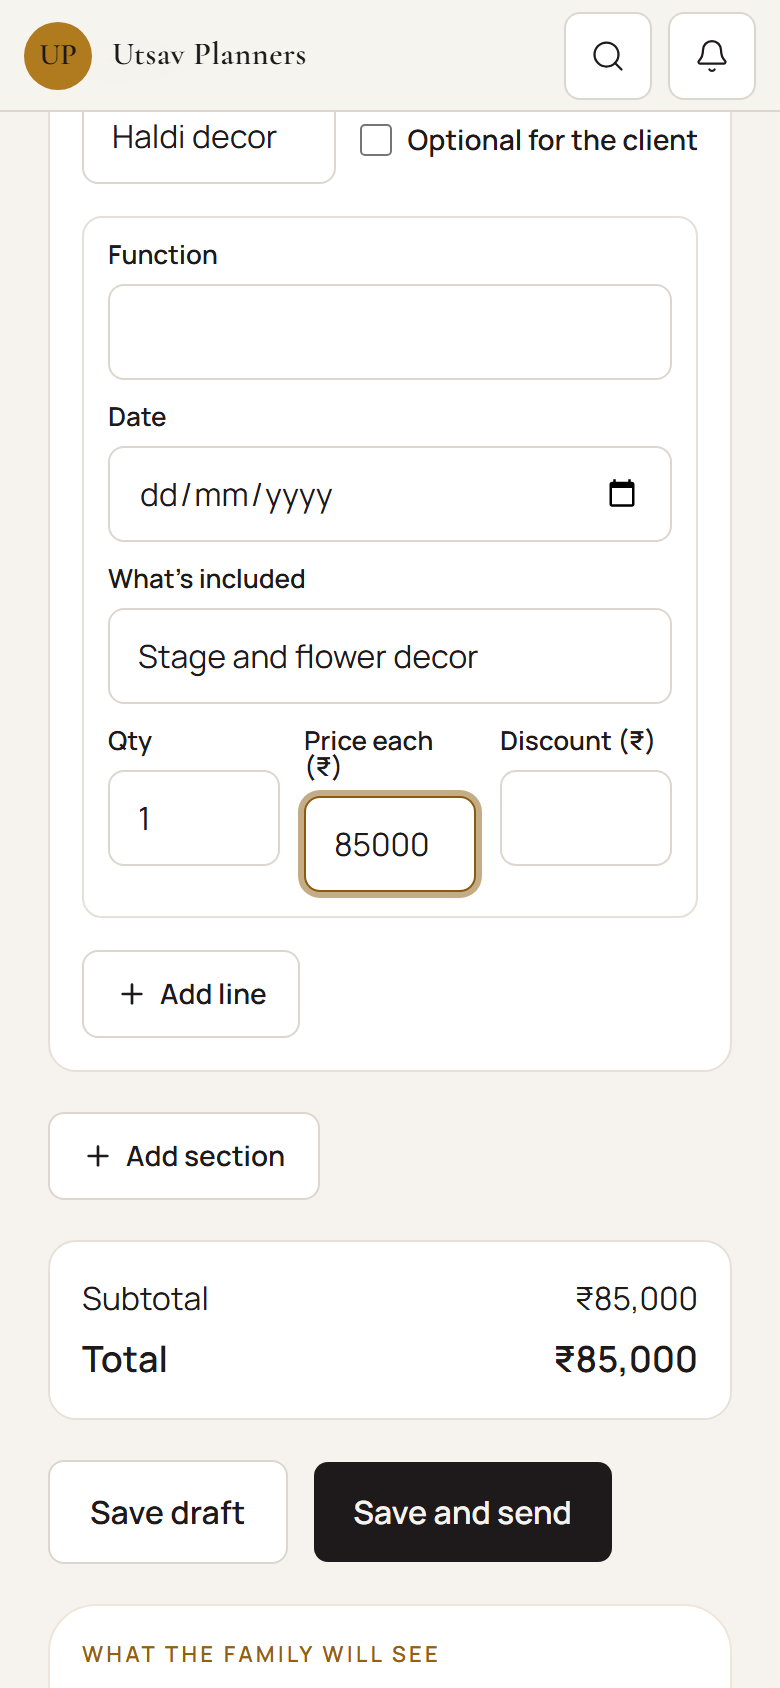 UP Utsav Planners
Haldi decor
Optional for the client
Function
Date
dd/mm/yyyy
What's included
Stage and flower decor
Qty
Price each
(₹)
Discount (₹)
1
85000
+ Add line
+ Add section
Subtotal ₹85,000
Total ₹85,000
Save draft
Save and send
WHAT THE FAMILY WILL SEE